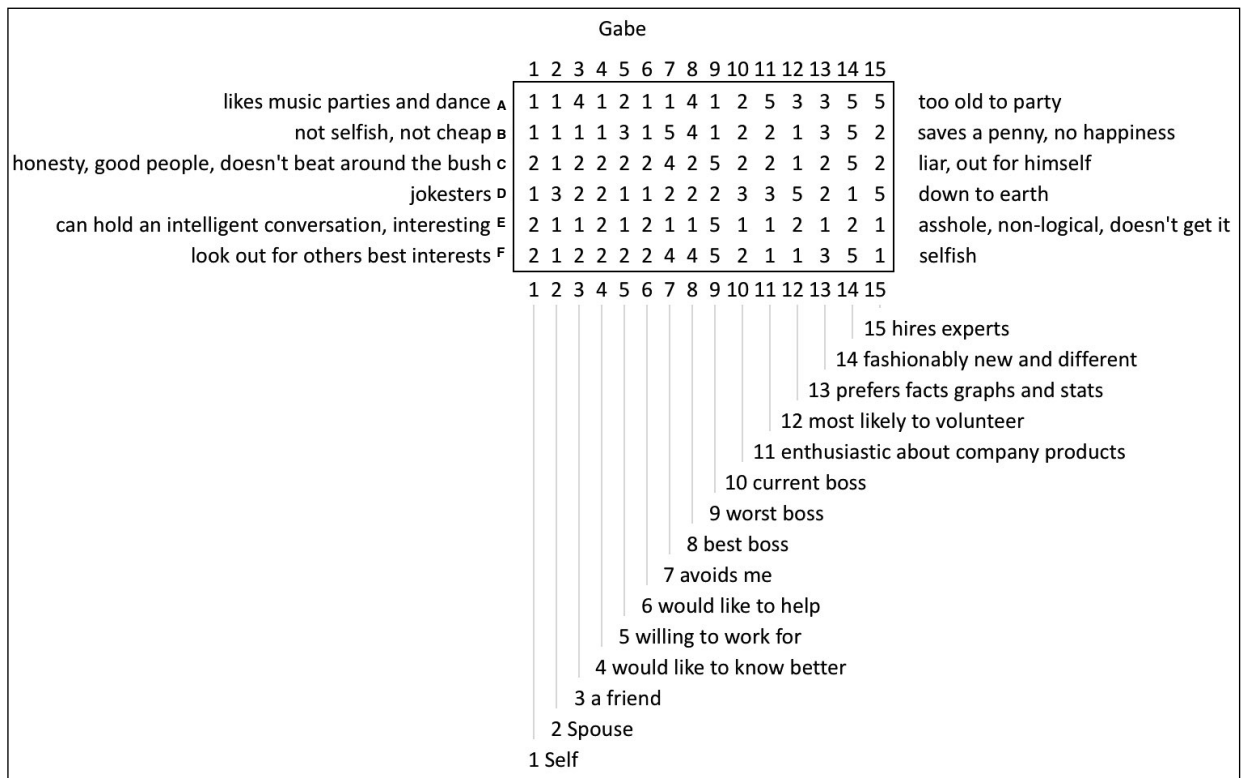 Gabe
1 2 3 4 5 6 7 8 9 10 11 12 13 14 15
likes music parties and dance A 1 1 4 1 2 1 1 4 1 2 5 3 3 5 5 too old to party
not selfish, not cheap B 1 1 1 1 3 1 5 4 1 2 2 1 3 5 2 saves a penny, no happiness
honesty, good people, doesn't beat around the bush C 2 1 2 2 2 2 4 2 5 2 2 1 2 5 2 liar, out for himself
jokesters D 1 3 2 2 1 1 2 2 2 3 3 5 2 1 5 down to earth
can hold an intelligent conversation, interesting E 2 1 1 2 1 2 1 1 5 1 1 2 1 2 1 asshole, non-logical, doesn't get it
look out for others best interests F 2 1 2 2 2 2 4 4 5 2 1 1 3 5 1 selfish
1 2 3 4 5 6 7 8 9 10 11 12 13 14 15
15 hires experts
14 fashionably new and different
13 prefers facts graphs and stats
12 most likely to volunteer
11 enthusiastic about company products
10 current boss
9 worst boss
8 best boss
7 avoids me
6 would like to help
5 willing to work for
4 would like to know better
3 a friend
2 Spouse
1 Self